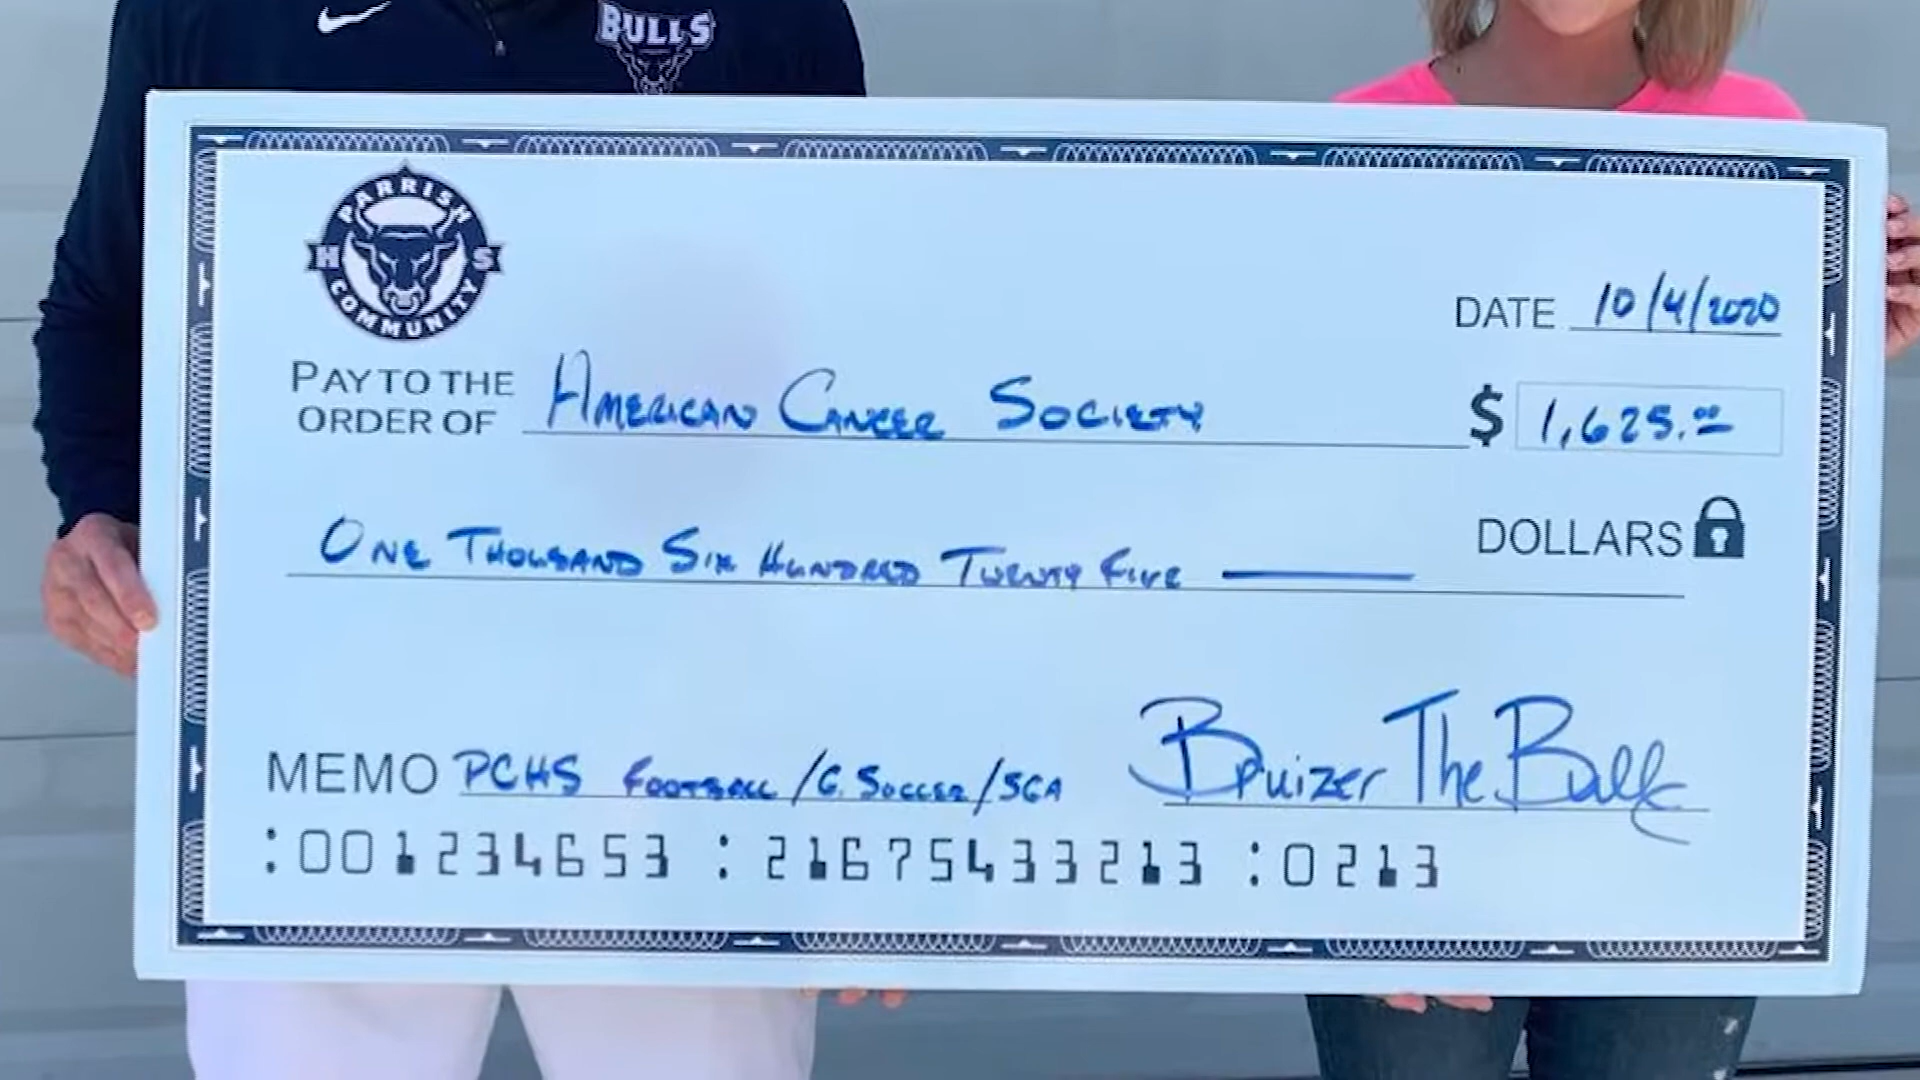 BULLS
PARRISH
H S
COMMUNITY
DATE 10/4/2020
PAY TO THE
ORDER OF AMERICAN CANCER SOCIETY $ 1,625.00
ONE THOUSAND SIX HUNDRED TWENTY FIVE DOLLARS
MEMO PCHS FOOTBALL/G. SOCCER/SGA Bruizer The Bull
:001234653 : 21675433213 :0213